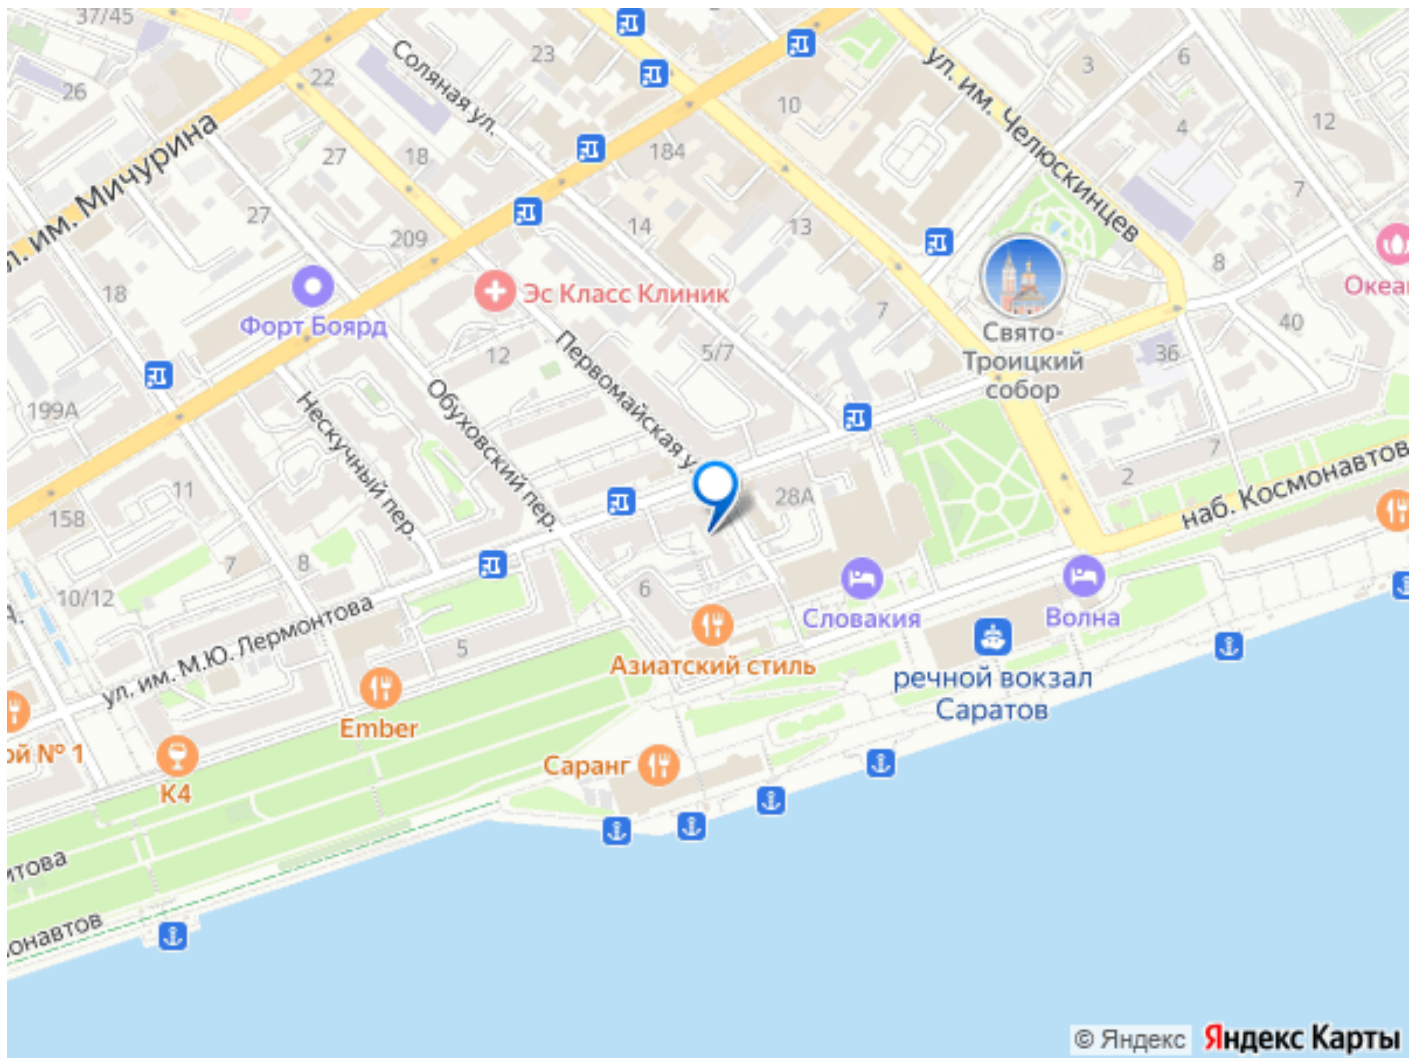 37/45
Соляная ул.
23
22
26
3
6
ул. им. Челюскинцев
10
12
4
27
18
184
л. им. Мичурина
7
27
14
13
209
8
Океан
18
Эс Класс Клиник
7
Форт Боярд
40
Свято-
Троицкий
собор
36
12
5/7
Первомайская у
199А
Обуховский пер.
Нескучный пер.
7
2
наб. Космонавтов
11
28А
158
7
8
6
10/12
А.
Словакия
Волна
ул. им. М.Ю. Лермонтова
5
Азиатский стиль
речной вокзал
Саратов
Ember
ой № 1
Саранг
К4
итова
онавтов
© Яндекс Яндекс Карты